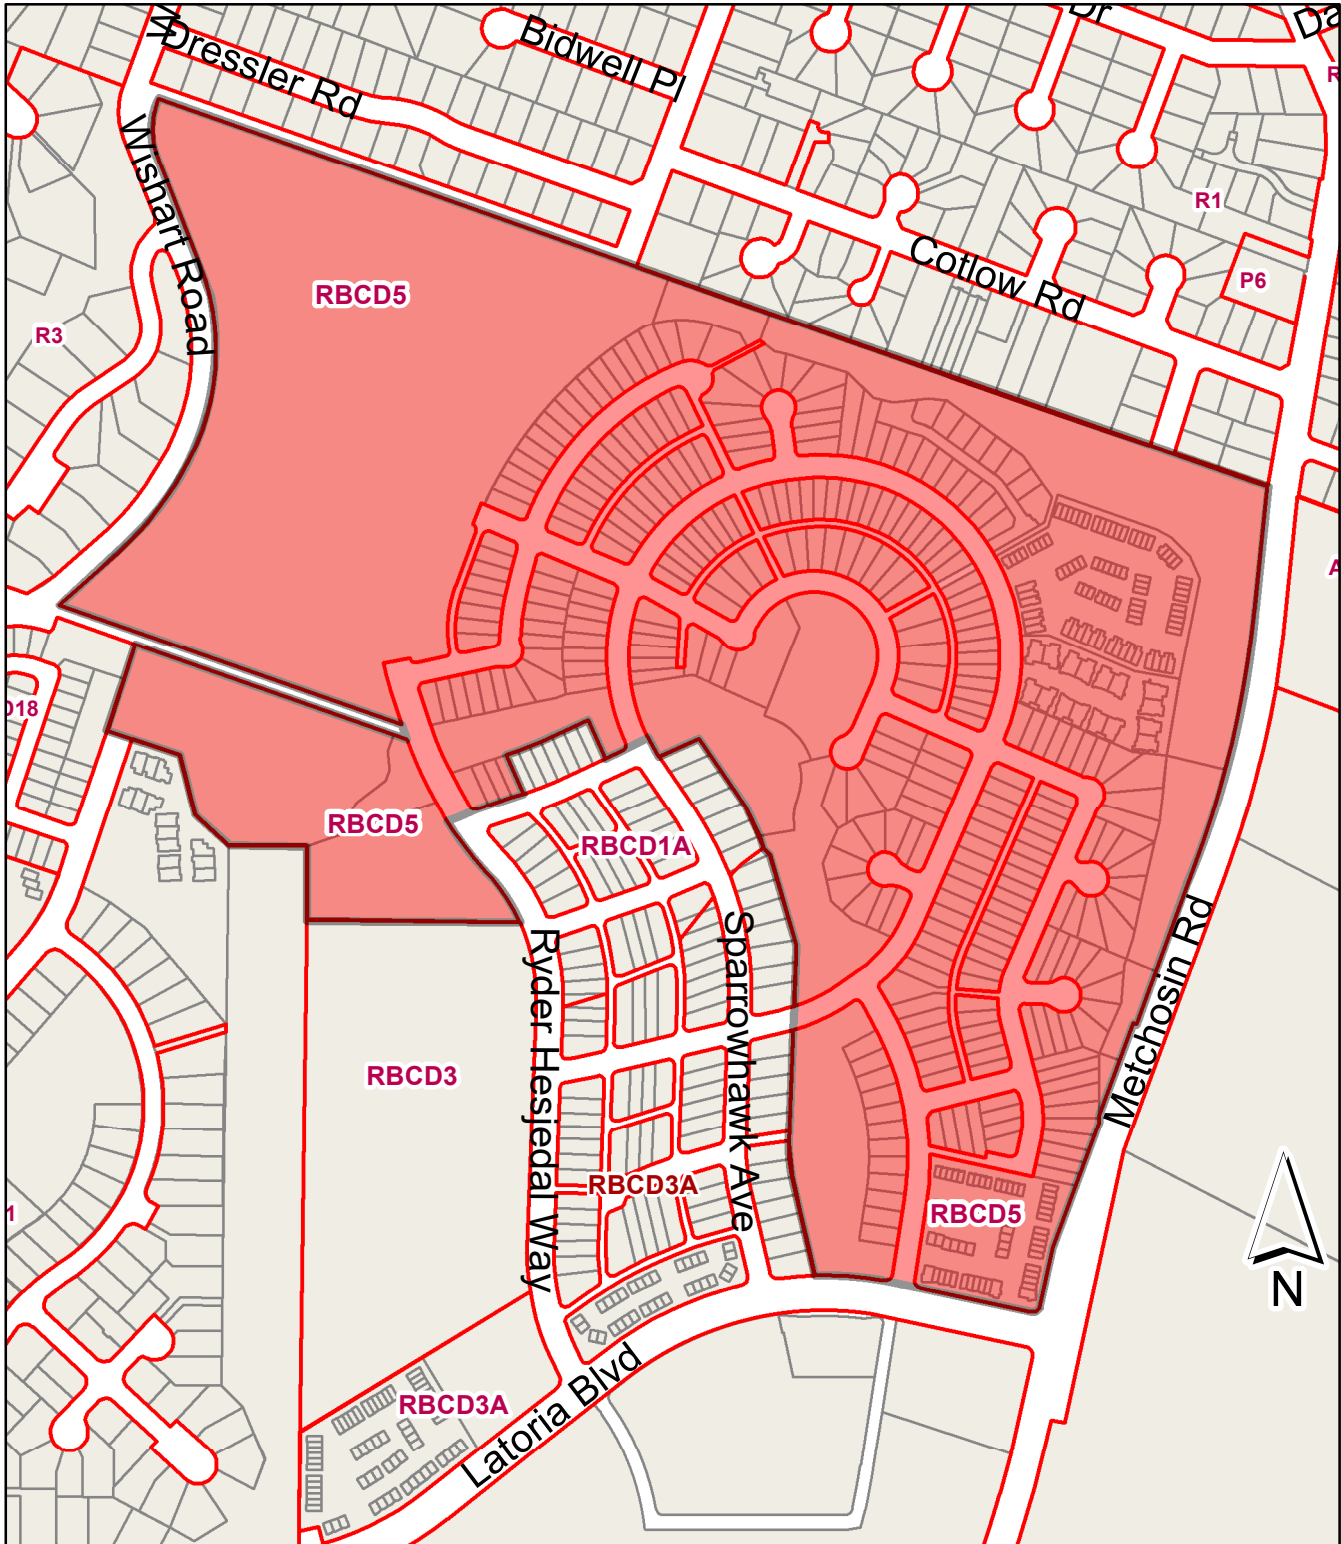 Dr
Dressler Rd
Bidwell Pl
Wishart Road
R1
Cotlow Rd
P6
RBCD5
R3
RBCD5
RBCD1A
Sparrowhawk Ave
Ryder Hesjedal Way
Metchosin Rd
RBCD3
RBCD3A
RBCD5
N
RBCD3A
Latoria Blvd